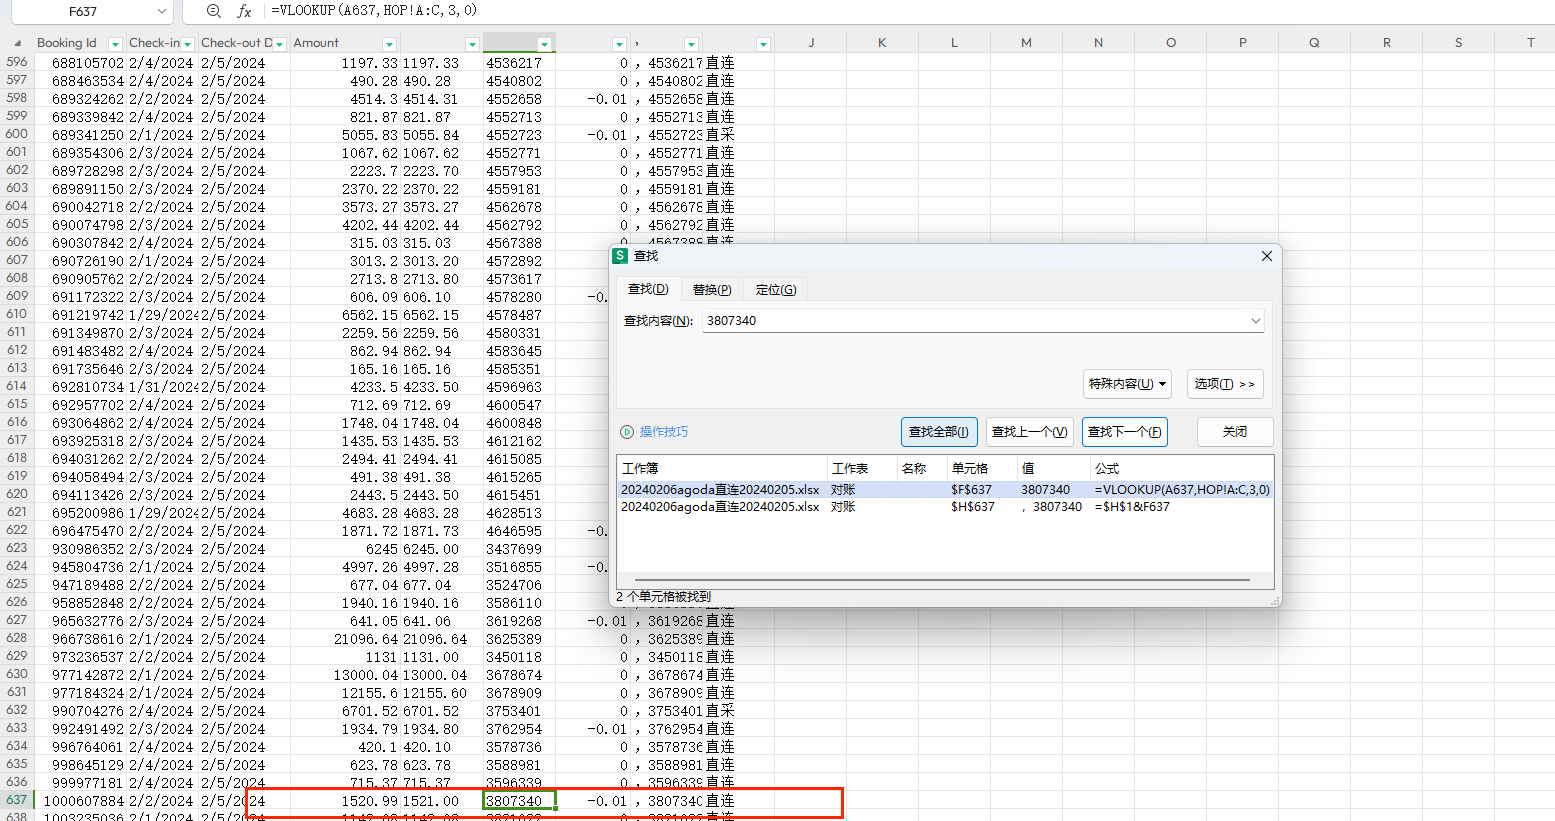 F637 fx =VLOOKUP(A637,HOP!A:C,3,0)
Booking Id Check-in Check-out D Amount , J K L M N O P Q R S T
596 688105702 2/4/2024 2/5/2024 1197.33 1197.33 4536217 0 , 4536217 直连
597 688463534 2/4/2024 2/5/2024 490.28 490.28 4540802 0 , 4540802 直连
598 689324262 2/2/2024 2/5/2024 4514.3 4514.31 4552658 -0.01 , 4552658 直连
599 689339842 2/4/2024 2/5/2024 821.87 821.87 4552713 0 , 4552713 直连
600 689341250 2/1/2024 2/5/2024 5055.83 5055.84 4552723 -0.01 , 4552723 直采
601 689354306 2/3/2024 2/5/2024 1067.62 1067.62 4552771 0 , 4552771 直连
602 689728298 2/3/2024 2/5/2024 2223.7 2223.70 4557953 0 , 4557953 直连
603 689891150 2/3/2024 2/5/2024 2370.22 2370.22 4559181 0 , 4559181 直连
604 690042718 2/2/2024 2/5/2024 3573.27 3573.27 4562678 0 , 4562678 直连
605 690074798 2/3/2024 2/5/2024 4202.44 4202.44 4562792 0 , 4562792 直连
606 690307842 2/4/2024 2/5/2024 315.03 315.03 4567388 0 , 4567388 直连
607 690726190 2/1/2024 2/5/2024 3013.2 3013.20 4572892
608 690905762 2/2/2024 2/5/2024 2713.8 2713.80 4573617
609 691172322 2/3/2024 2/5/2024 606.09 606.10 4578280 -0.
610 691219742 1/29/2024 2/5/2024 6562.15 6562.15 4578487
611 691349870 2/3/2024 2/5/2024 2259.56 2259.56 4580331
612 691483482 2/4/2024 2/5/2024 862.94 862.94 4583645
613 691735646 2/3/2024 2/5/2024 165.16 165.16 4585351
614 692810734 1/31/2024 2/5/2024 4233.5 4233.50 4596963
615 692957702 2/4/2024 2/5/2024 712.69 712.69 4600547
616 693064862 2/4/2024 2/5/2024 1748.04 1748.04 4600848
617 693925318 2/3/2024 2/5/2024 1435.53 1435.53 4612162
618 694031262 2/2/2024 2/5/2024 2494.41 2494.41 4615085
619 694058494 2/3/2024 2/5/2024 491.38 491.38 4615265
620 694113426 2/3/2024 2/5/2024 2443.5 2443.50 4615451
621 695200986 1/29/2024 2/5/2024 4683.28 4683.28 4628513
622 696475470 2/2/2024 2/5/2024 1871.72 1871.73 4646595 -0.
623 930986352 2/3/2024 2/5/2024 6245 6245.00 3437699
624 945804736 2/1/2024 2/5/2024 4997.26 4997.28 3516855 -0.
625 947189488 2/2/2024 2/5/2024 677.04 677.04 3524706
626 958852848 2/2/2024 2/5/2024 1940.16 1940.16 3586110
627 965632776 2/3/2024 2/5/2024 641.05 641.06 3619268 -0.01 , 3619268 直连
628 966738616 2/1/2024 2/5/2024 21096.64 21096.64 3625389 0 , 3625389 直连
629 973236537 2/2/2024 2/5/2024 1131 1131.00 3450118 0 , 3450118 直连
630 977142872 2/1/2024 2/5/2024 13000.04 13000.04 3678674 0 , 3678674 直连
631 977184324 2/1/2024 2/5/2024 12155.6 12155.60 3678909 0 , 3678909 直连
632 990704276 2/4/2024 2/5/2024 6701.52 6701.52 3753401 0 , 3753401 直采
633 992491492 2/3/2024 2/5/2024 1934.79 1934.80 3762954 -0.01 , 3762954 直连
634 996764061 2/4/2024 2/5/2024 420.1 420.10 3578736 0 , 3578736 直连
635 998645129 2/4/2024 2/5/2024 623.78 623.78 3588981 0 , 3588981 直连
636 999977181 2/4/2024 2/5/2024 715.37 715.37 3596339 0 , 3596339 直连
637 1000607884 2/2/2024 2/5/2024 1520.99 1521.00 3807340 -0.01 , 3807340 直连
638 1003235036 2/1/2024 2/5/2024
S 查找
查找(D) 替换(P) 定位(G)
查找内容(N): 3807340
特殊内容(U) 选项(T) >>
操作技巧 查找全部(I) 查找上一个(V) 查找下一个(F) 关闭
工作簿 工作表 名称 单元格 值 公式
20240206agoda直连20240205.xlsx 对账 $F$637 3807340 =VLOOKUP(A637,HOP!A:C,3,0)
20240206agoda直连20240205.xlsx 对账 $H$637 ，3807340 =$H$1&F637
2 个单元格被找到